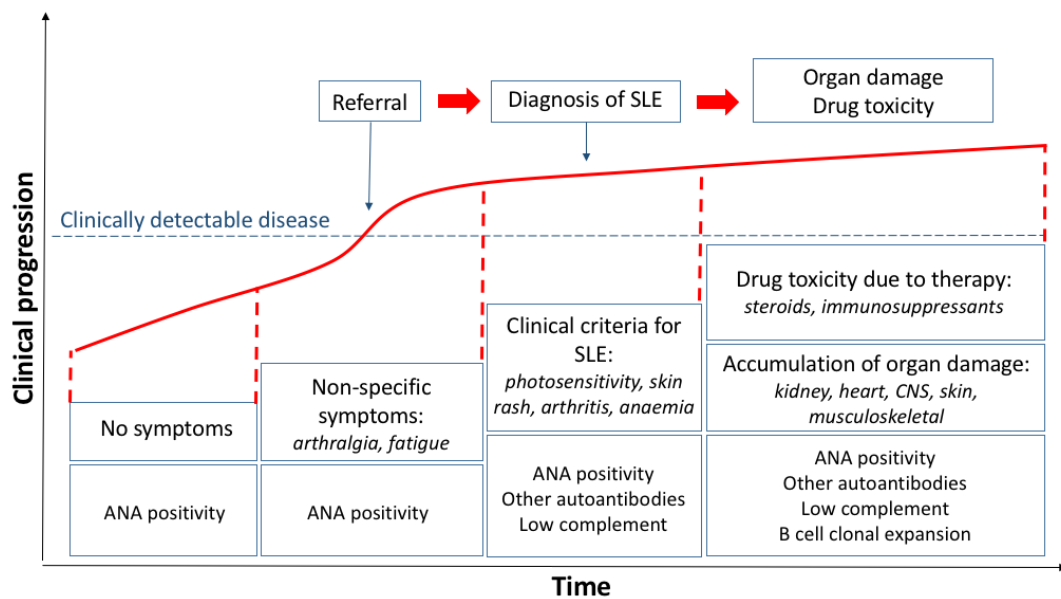 Referral
Diagnosis of SLE
Organ damage
Drug toxicity
Clinically detectable disease
Clinical progression
No symptoms
ANA positivity
Non-specific
symptoms:
arthralgia, fatigue
ANA positivity
Clinical criteria for
SLE:
photosensitivity, skin
rash, arthritis, anaemia
ANA positivity
Other autoantibodies
Low complement
Drug toxicity due to therapy:
steroids, immunosuppressants
Accumulation of organ damage:
kidney, heart, CNS, skin,
musculoskeletal
ANA positivity
Other autoantibodies
Low complement
B cell clonal expansion
Time